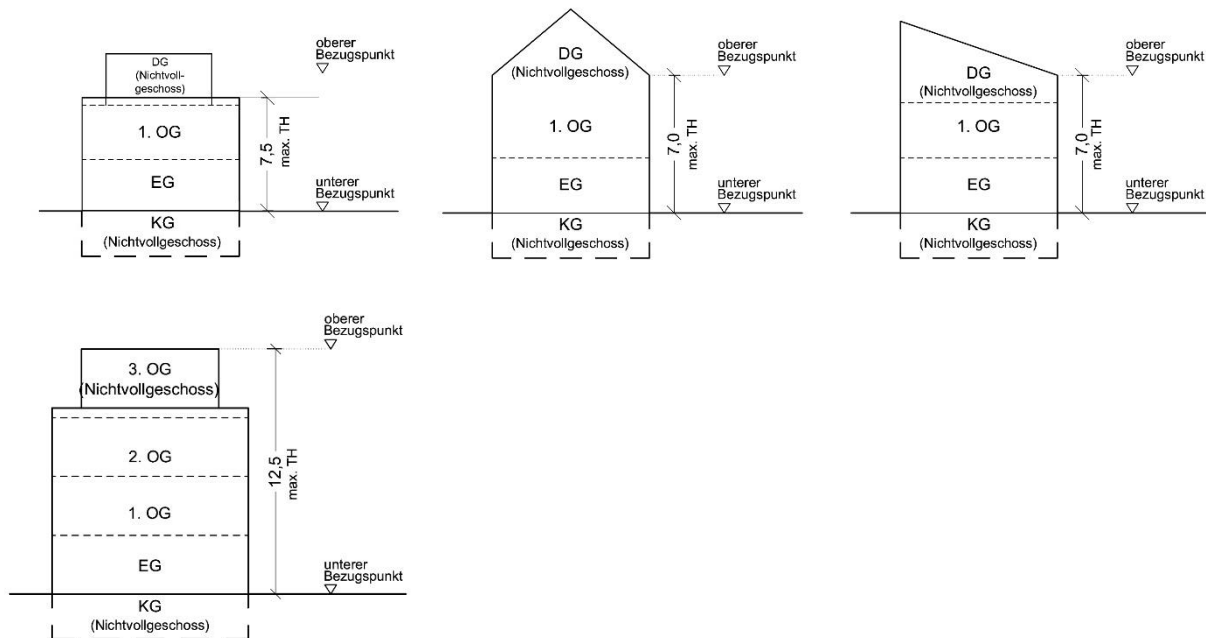 DG
(Nichtvoll-
geschoss)
1. OG
EG
KG
(Nichtvollgeschoss)
7,5
max. TH
oberer
Bezugspunkt
unterer
Bezugspunkt
DG
(Nichtvollgeschoss)
1. OG
EG
KG
(Nichtvollgeschoss)
7,0
max. TH
oberer
Bezugspunkt
unterer
Bezugspunkt
DG
(Nichtvollgeschoss)
1. OG
EG
KG
(Nichtvollgeschoss)
7,0
max. TH
oberer
Bezugspunkt
unterer
Bezugspunkt
3. OG
(Nichtvollgeschoss)
2. OG
1. OG
EG
KG
(Nichtvollgeschoss)
12,5
max. TH
oberer
Bezugspunkt
unterer
Bezugspunkt